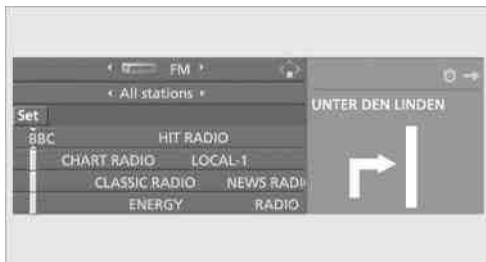 FM
All stations
UNTER DEN LINDEN
Set
BBC HIT RADIO
CHART RADIO LOCAL-1
CLASSIC RADIO NEWS RADI
ENERGY RADIO